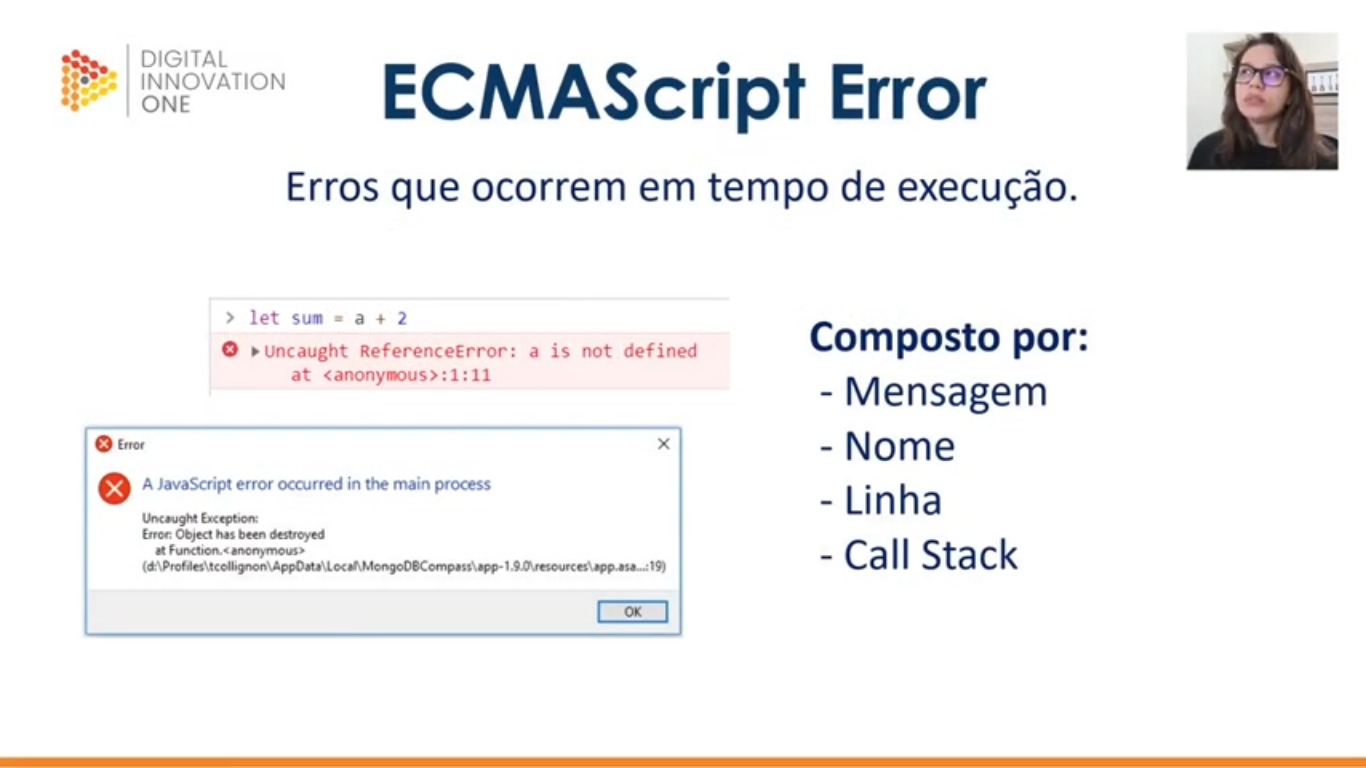 DIGITAL
INNOVATION
ONE
ECMAScript Error
Erros que ocorrem em tempo de execução.
> let sum = a + 2
Uncaught ReferenceError: a is not defined
at <anonymous>:1:11
Error
A JavaScript error occurred in the main process
Uncaught Exception:
Error: Object has been destroyed
at Function.<anonymous>
(d:\Profiles\tcollignon\AppData\Local\MongoDBCompass\app-1.9.0\resources\app.asa...:19)
OK
Composto por:
- Mensagem
- Nome
- Linha
- Call Stack